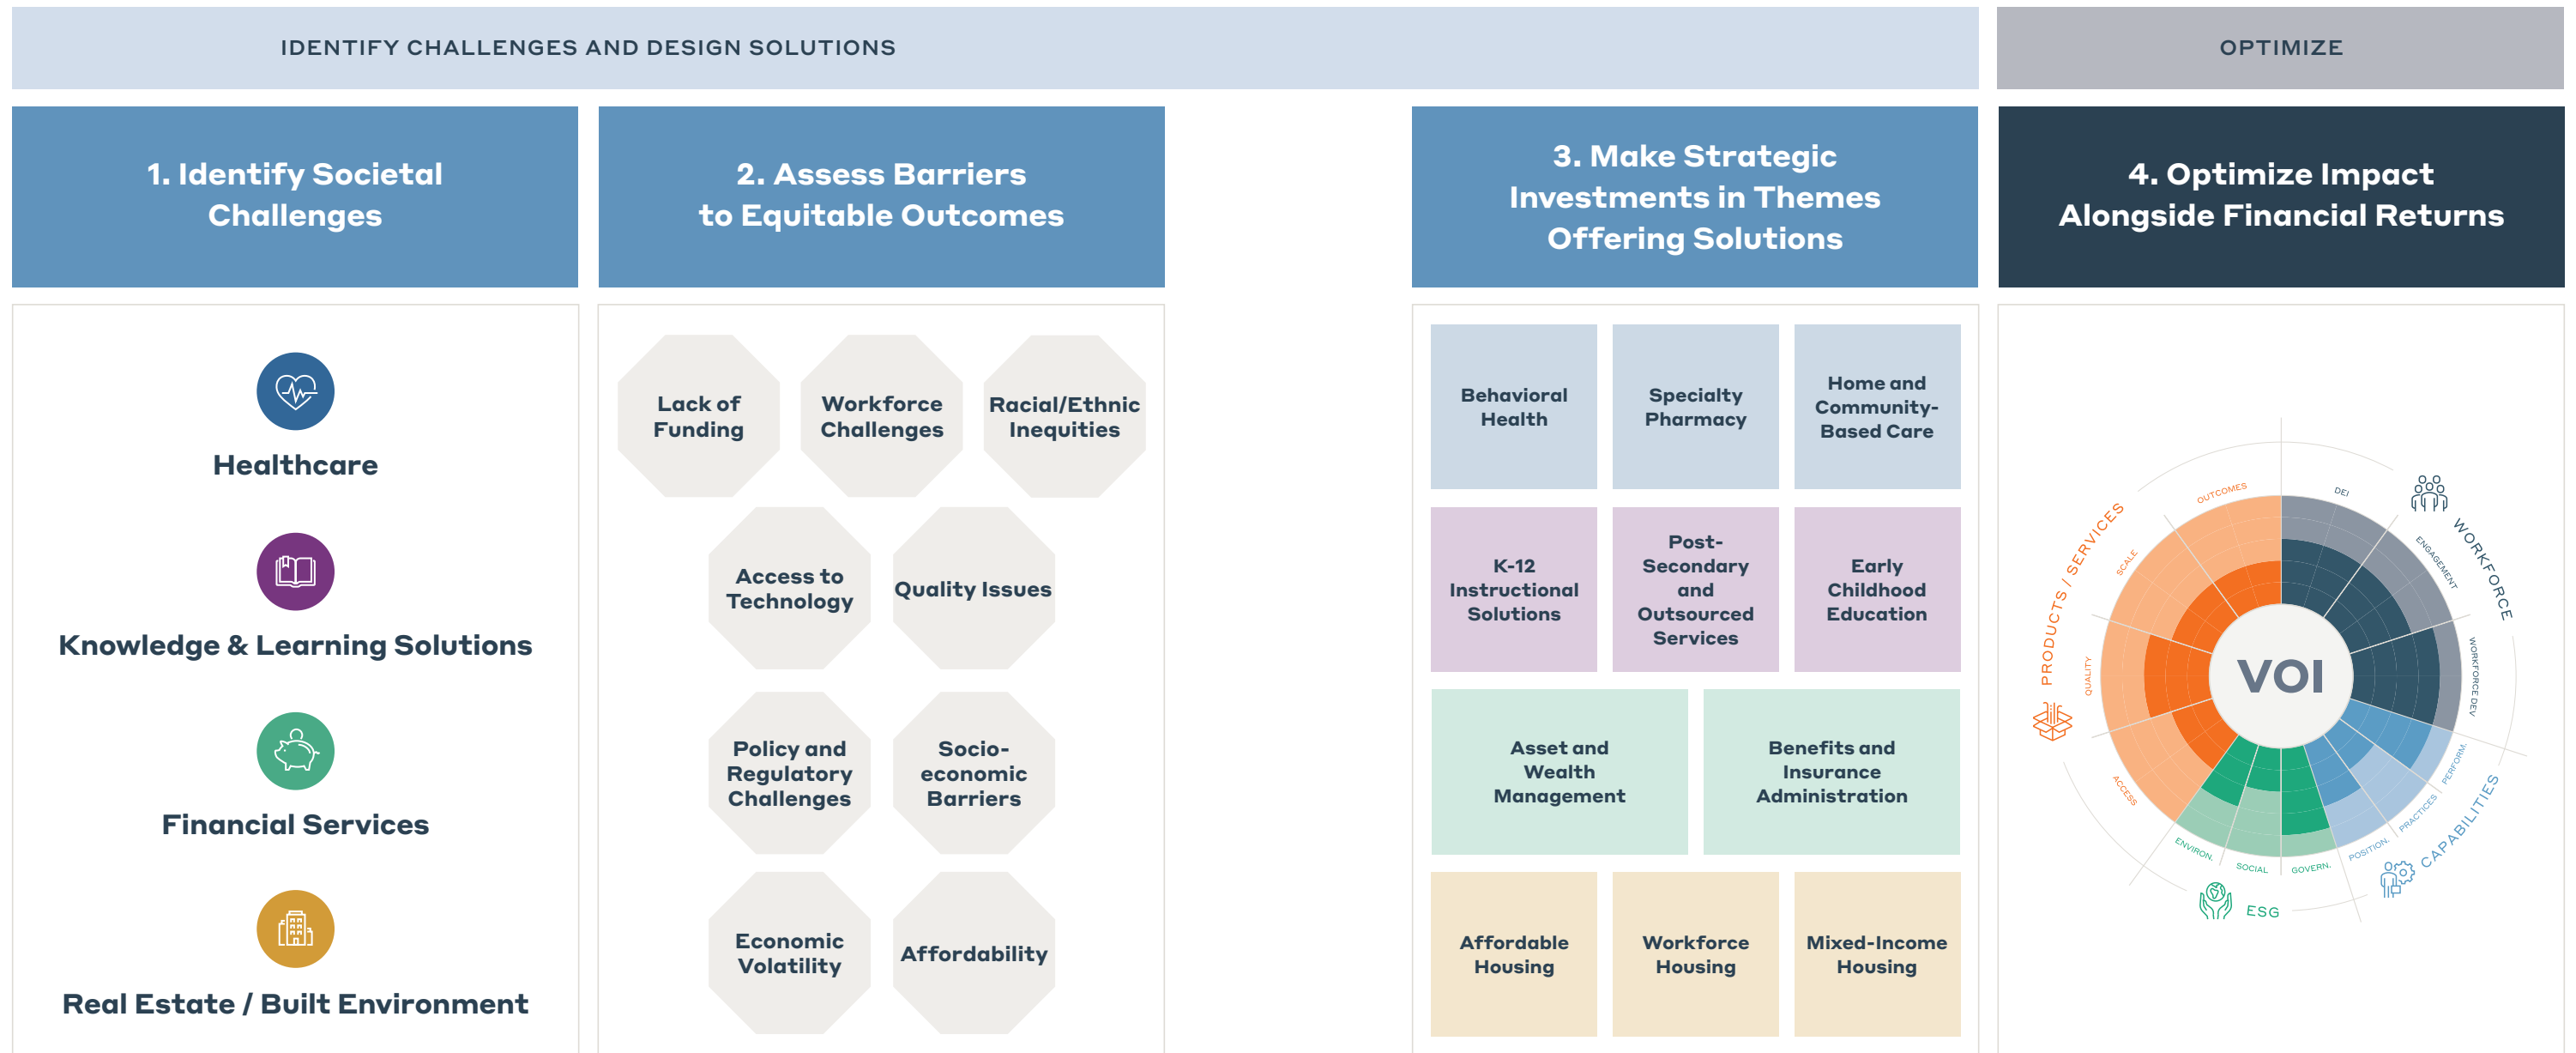 IDENTIFY CHALLENGES AND DESIGN SOLUTIONS
OPTIMIZE
1. Identify Societal
Challenges
2. Assess Barriers
to Equitable Outcomes
3. Make Strategic
Investments in Themes
Offering Solutions
4. Optimize Impact
Alongside Financial Returns
Healthcare
Knowledge & Learning Solutions
Financial Services
Real Estate / Built Environment
Lack of
Funding
Workforce
Challenges
Racial/Ethnic
Inequities
Access to
Technology
Quality Issues
Policy and
Regulatory
Challenges
Socio-
economic
Barriers
Economic
Volatility
Affordability
Behavioral
Health
Specialty
Pharmacy
Home and
Community-
Based Care
K-12
Instructional
Solutions
Post-
Secondary
and
Outsourced
Services
Early
Childhood
Education
Asset and
Wealth
Management
Benefits and
Insurance
Administration
Affordable
Housing
Workforce
Housing
Mixed-Income
Housing
VOI
PRODUCTS / SERVICES
OUTCOMES
SCALE
QUALITY
ACCESS
WORKFORCE
DEI
ENGAGEMENT
WORKFORCE DEV
CAPABILITIES
PERFORM.
PRACTICES
POSITION.
ESG
GOVERN.
SOCIAL
ENVIRON.